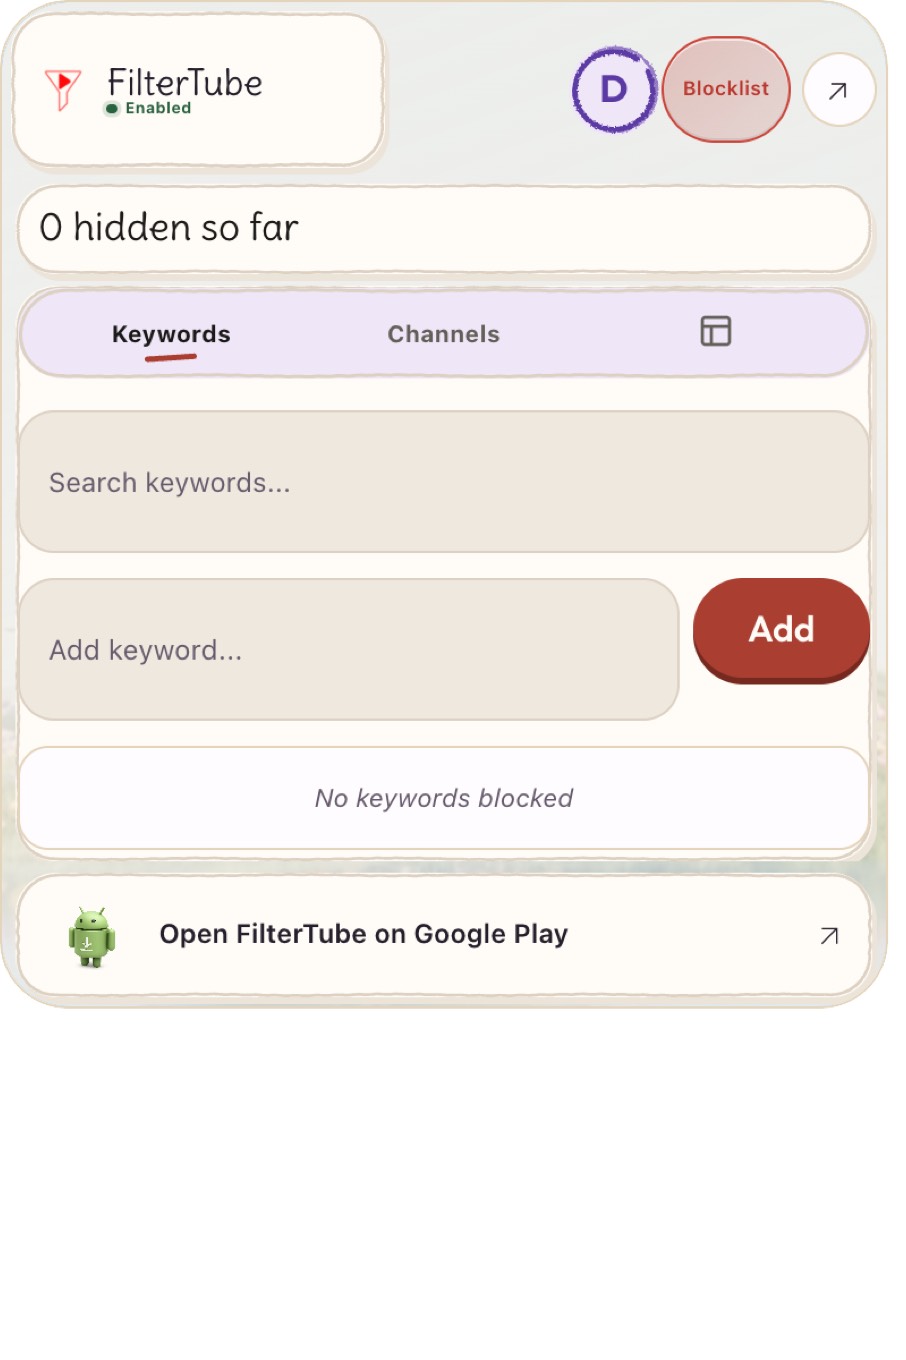 FilterTube
Enabled
D
Blocklist
0 hidden so far
Keywords
Channels
Search keywords...
Add keyword...
Add
No keywords blocked
Open FilterTube on Google Play